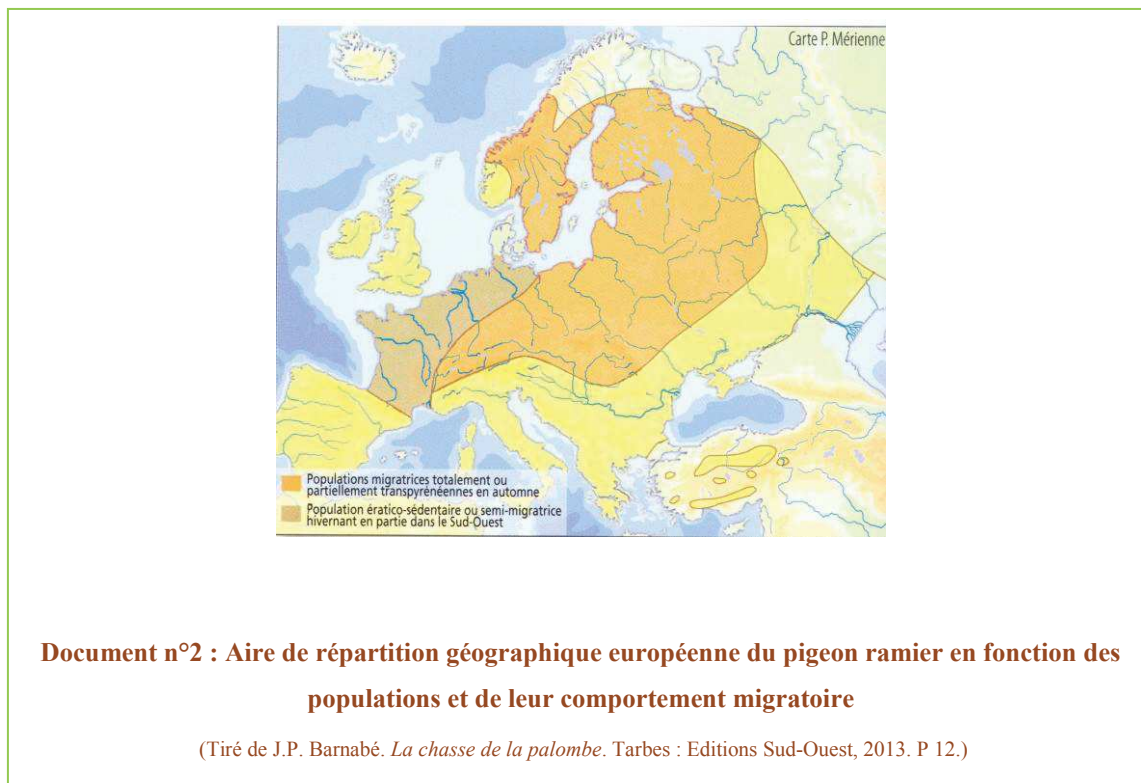 Carte P. Mérienne
Populations migratrices totalement ou
partiellement transpyrénéennes en automne
Population ératico-sédentaire ou semi-migratrice
hivernant en partie dans le Sud-Ouest
Document n°2 : Aire de répartition géographique européenne du pigeon ramier en fonction des
populations et de leur comportement migratoire
(Tiré de J.P. Barnabé. La chasse de la palombe. Tarbes : Editions Sud-Ouest, 2013. P 12.)